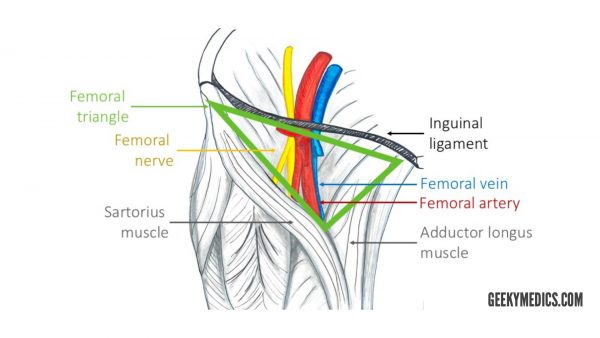 Femoral
triangle
Femoral
nerve
Sartorius
muscle
Inguinal
ligament
Femoral vein
Femoral artery
Adductor longus
muscle
GEEKYMEDICS.COM